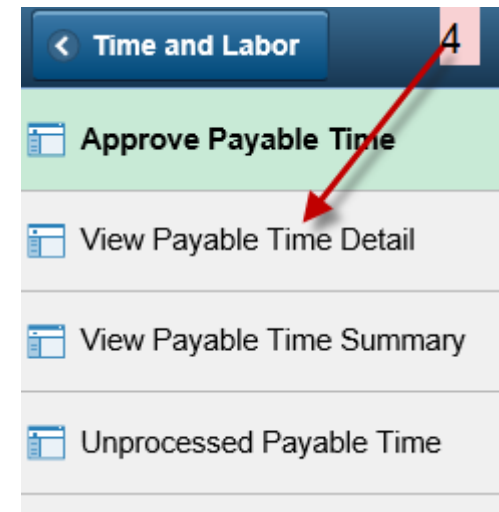 Time and Labor
4
Approve Payable Time
View Payable Time Detail
View Payable Time Summary
Unprocessed Payable Time